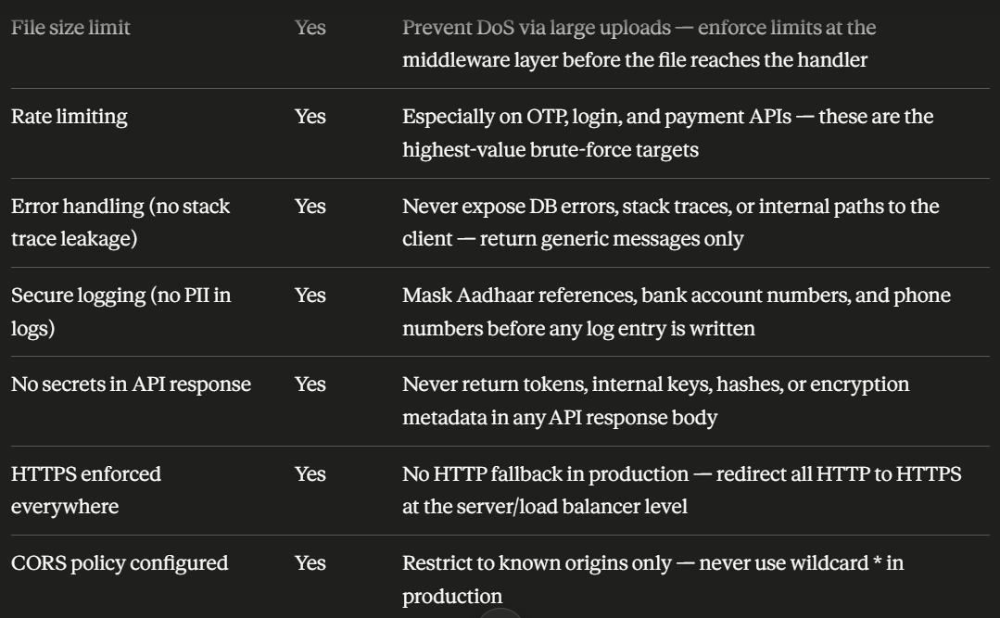 File size limit Yes Prevent DoS via large uploads — enforce limits at the
middleware layer before the file reaches the handler
Rate limiting Yes Especially on OTP, login, and payment APIs — these are the
highest-value brute-force targets
Error handling (no stack Yes Never expose DB errors, stack traces, or internal paths to the
trace leakage) client — return generic messages only
Secure logging (no PII in Yes Mask Aadhaar references, bank account numbers, and phone
logs) numbers before any log entry is written
No secrets in API response Yes Never return tokens, internal keys, hashes, or encryption
metadata in any API response body
HTTPS enforced Yes No HTTP fallback in production — redirect all HTTP to HTTPS
everywhere at the server/load balancer level
CORS policy configured Yes Restrict to known origins only — never use wildcard * in
production